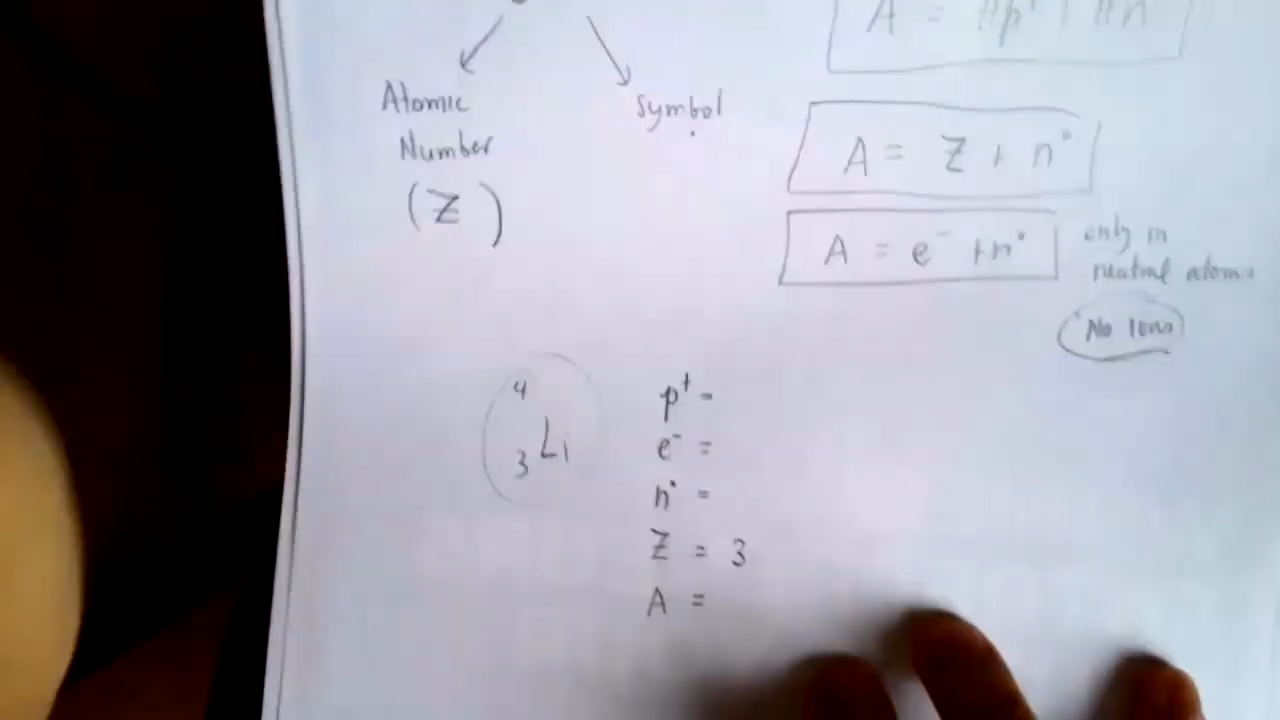 A = #p⁺ + #n
Atomic
Number
(Z)
symbol
A = Z + n°
A = e⁻ + n°
only in
neutral atoms
No Ions
4
3 Li
p⁺ =
e⁻ =
n° =
Z = 3
A =